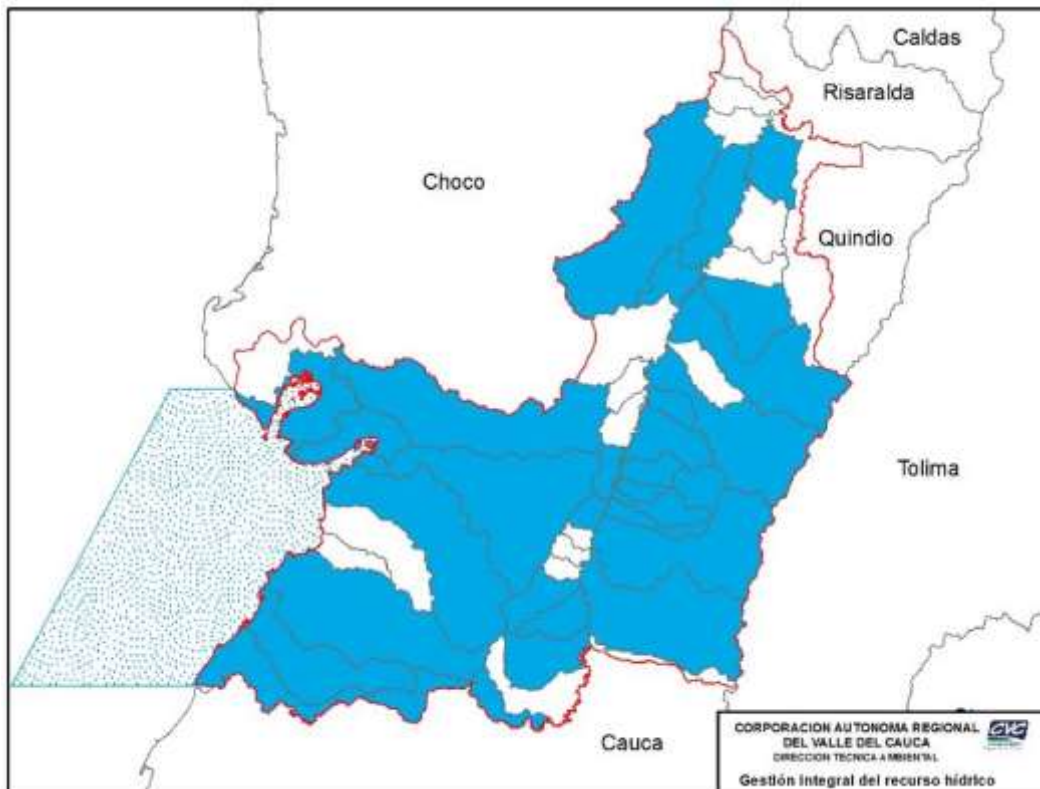 Caldas
Risaralda
Choco
Quindio
Tolima
Cauca
CORPORACION AUTONOMA REGIONAL
DEL VALLE DEL CAUCA
DIRECCION TECNICA AMBIENTAL
CVC
Gestión Integral del recurso hídrico